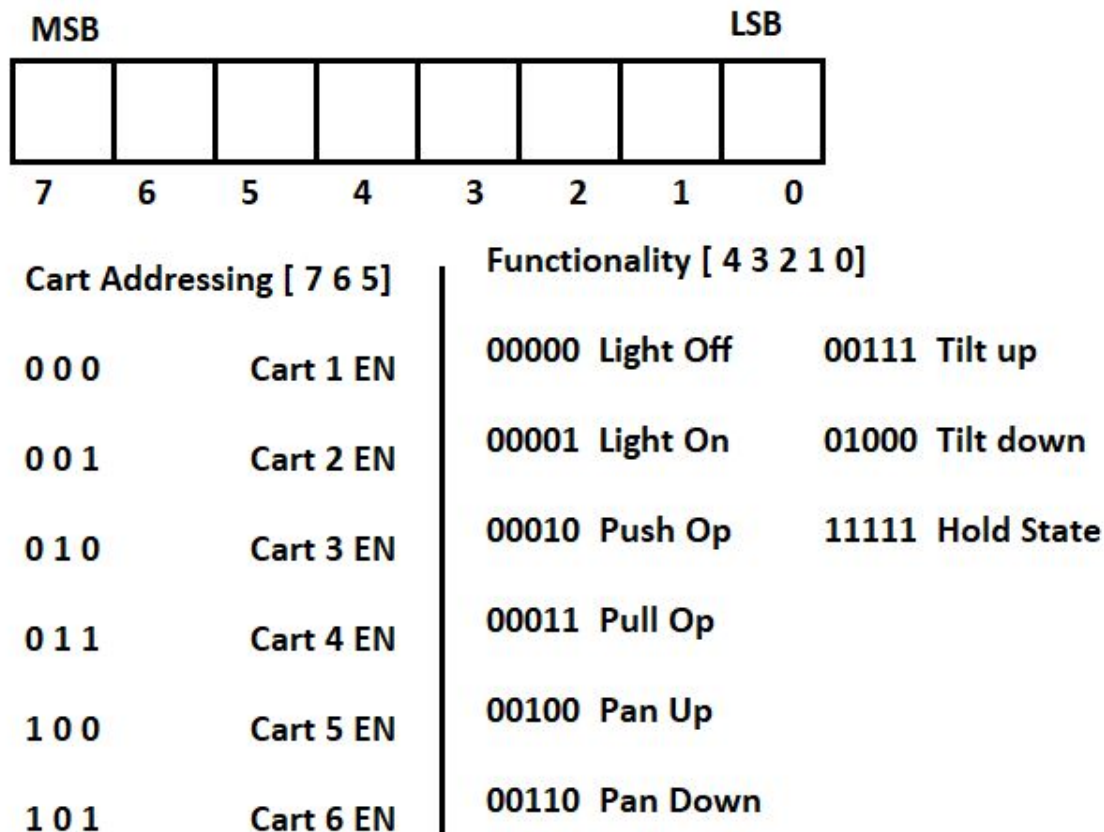 MSB LSB
7 6 5 4 3 2 1 0
Cart Addressing [ 7 6 5]
0 0 0 Cart 1 EN
0 0 1 Cart 2 EN
0 1 0 Cart 3 EN
0 1 1 Cart 4 EN
1 0 0 Cart 5 EN
1 0 1 Cart 6 EN
Functionality [ 4 3 2 1 0]
00000 Light Off
00001 Light On
00010 Push Op
00011 Pull Op
00100 Pan Up
00110 Pan Down
00111 Tilt up
01000 Tilt down
11111 Hold State